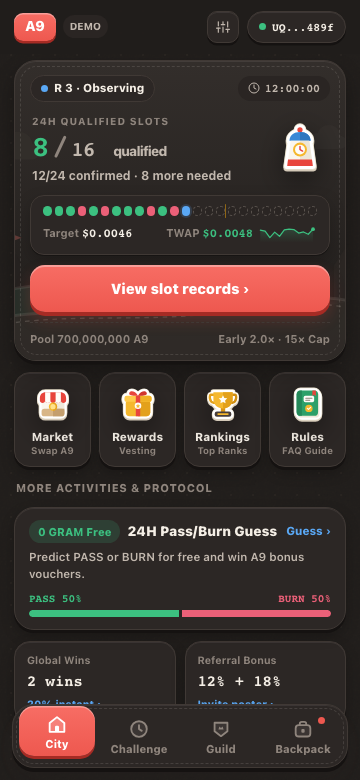 A9 DEMO UQ...489f
R 3 · Observing 12:00:00
24H QUALIFIED SLOTS
8 / 16 qualified
12/24 confirmed · 8 more needed
Target $0.0046 TWAP $0.0048
View slot records ›
Pool 700,000,000 A9 Early 2.0× · 15× Cap
Market Rewards Rankings Rules
Swap A9 Vesting Top Ranks FAQ Guide
MORE ACTIVITIES & PROTOCOL
0 GRAM Free 24H Pass/Burn Guess Guess ›
Predict PASS or BURN for free and win A9 bonus
vouchers.
PASS 50% BURN 50%
Global Wins Referral Bonus
2 wins 12% + 18%
City Challenge Guild Backpack